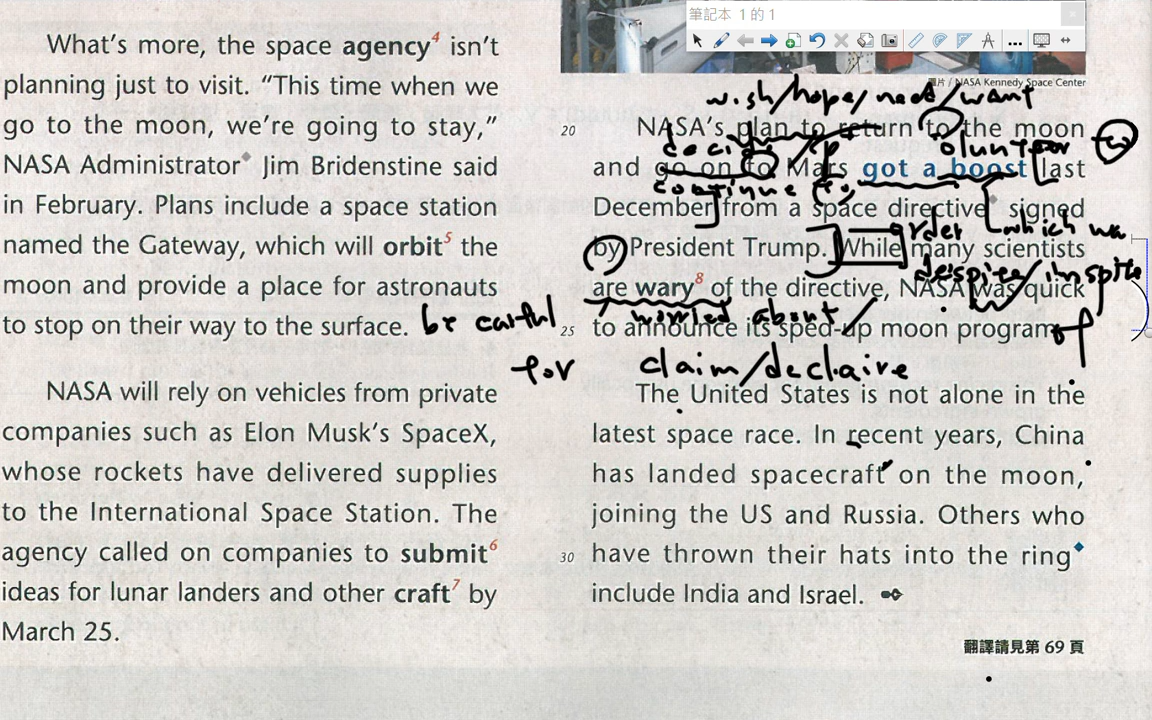 What's more, the space agency4 isn't
planning just to visit. “This time when we
go to the moon, we're going to stay,”
NASA Administrator◆ Jim Bridenstine said
in February. Plans include a space station
named the Gateway, which will orbit5 the
moon and provide a place for astronauts
to stop on their way to the surface.
be careful
for
NASA will rely on vehicles from private
companies such as Elon Musk's SpaceX,
whose rockets have delivered supplies
to the International Space Station. The
agency called on companies to submit6
ideas for lunar landers and other craft7 by
March 25.
筆記本 1 的 1
圖片 / NASA Kennedy Space Center
wish/hope/need/want
20 NASA's plan to return to the moon
decide
and go on to Mars got a boost last
continue to
December from a space directive◆ signed
order which wa
by President Trump. While many scientists
despite/in spite
are wary8 of the directive, NASA was quick
worried about
25 to announce its sped-up moon program.
of
claim/declaire
The United States is not alone in the
latest space race. In recent years, China
has landed spacecraft on the moon,
joining the US and Russia. Others who
30 have thrown their hats into the ring◆
include India and Israel.
翻譯請見第 69 頁